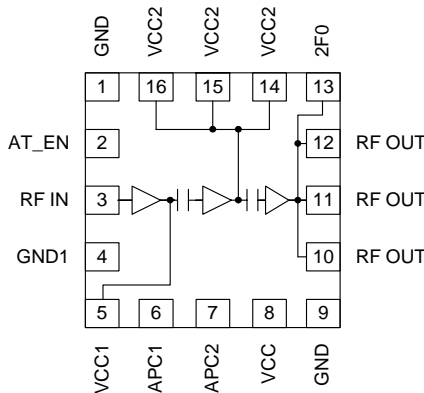 GND
VCC2
VCC2
VCC2
2F0
1
16
15
14
13
AT_EN
2
12
RF OUT
RF IN
3
11
RF OUT
GND1
4
10
RF OUT
5
6
7
8
9
VCC1
APC1
APC2
VCC
GND